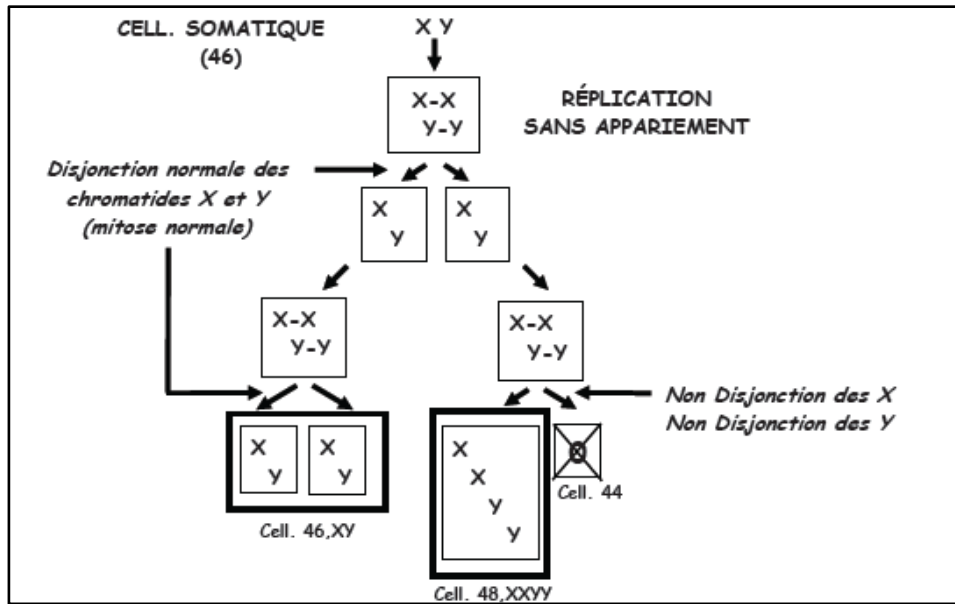 CELL. SOMATIQUE
(46)
X Y
X-X
Y-Y
RÉPLICATION
SANS APPARIEMENT
Disjonction normale des
chromatides X et Y
(mitose normale)
X
Y
X
Y
X-X
Y-Y
X-X
Y-Y
Non Disjonction des X
Non Disjonction des Y
X
Y
X
Y
Cell. 46,XY
X
X
Y
Y
Cell. 48,XXYY
Cell. 44